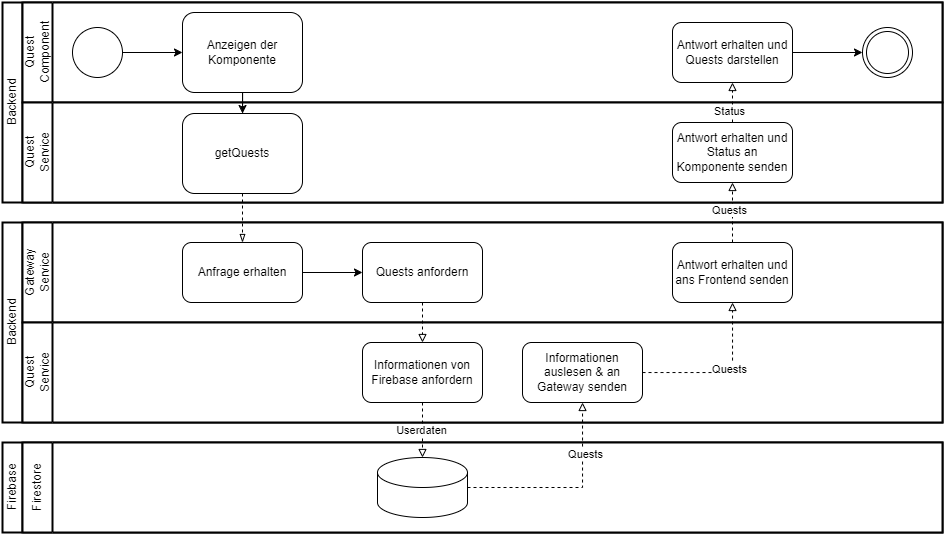 Backend
Quest
Component
Anzeigen der
Komponente
Antwort erhalten und
Quests darstellen
Status
Quest
Service
getQuests
Antwort erhalten und
Status an
Komponente senden
Quests
Backend
Gateway
Service
Anfrage erhalten
Quests anfordern
Antwort erhalten und
ans Frontend senden
Quest
Service
Informationen von
Firebase anfordern
Informationen
auslesen & an
Gateway senden
Quests
Userdaten
Firebase
Firestore
Quests